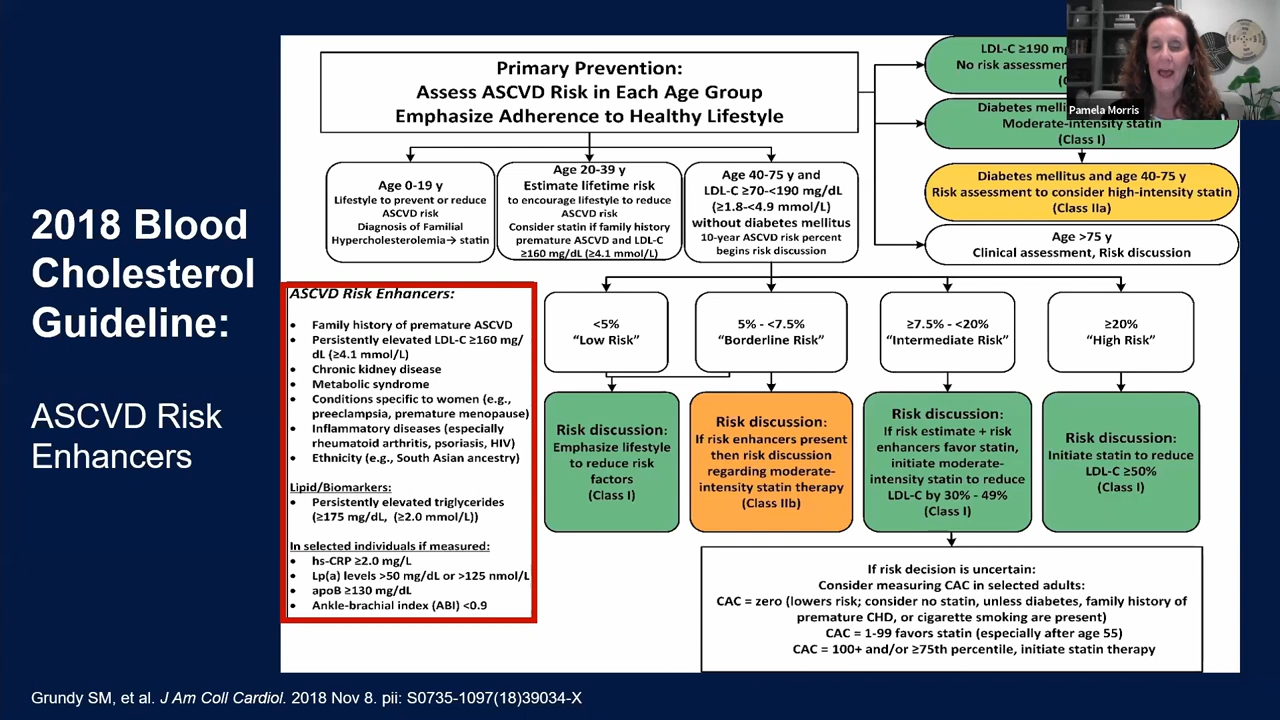 2018 Blood
Cholesterol
Guideline:
ASCVD Risk
Enhancers
Primary Prevention:
Assess ASCVD Risk in Each Age Group
Emphasize Adherence to Healthy Lifestyle
LDL-C ≥190 m
No risk assessmen
Diabetes melli
Moderate-intensity statin
(Class I)
Pamela Morris
Diabetes mellitus and age 40-75 y
Risk assessment to consider high-intensity statin
(Class IIa)
Age >75 y
Clinical assessment, Risk discussion
Age 0-19 y
Lifestyle to prevent or reduce
ASCVD risk
Diagnosis of Familial
Hypercholesterolemia→ statin
Age 20-39 y
Estimate lifetime risk
to encourage lifestyle to reduce
ASCVD risk
Consider statin if family history
premature ASCVD and LDL-C
≥160 mg/dL (≥4.1 mmol/L)
Age 40-75 y and
LDL-C ≥70-<190 mg/dL
(≥1.8-<4.9 mmol/L)
without diabetes mellitus
10-year ASCVD risk percent
begins risk discussion
ASCVD Risk Enhancers:
• Family history of premature ASCVD
• Persistently elevated LDL-C ≥160 mg/
dL (≥4.1 mmol/L)
• Chronic kidney disease
• Metabolic syndrome
• Conditions specific to women (e.g.,
preeclampsia, premature menopause)
• Inflammatory diseases (especially
rheumatoid arthritis, psoriasis, HIV)
• Ethnicity (e.g., South Asian ancestry)
Lipid/Biomarkers:
• Persistently elevated triglycerides
(≥175 mg/dL, (≥2.0 mmol/L))
In selected individuals if measured:
• hs-CRP ≥2.0 mg/L
• Lp(a) levels >50 mg/dL or >125 nmol/L
• apoB ≥130 mg/dL
• Ankle-brachial index (ABI) <0.9
<5%
“Low Risk”
5% - <7.5%
“Borderline Risk”
≥7.5% - <20%
“Intermediate Risk”
≥20%
“High Risk”
Risk discussion:
Emphasize lifestyle
to reduce risk
factors
(Class I)
Risk discussion:
If risk enhancers present
then risk discussion
regarding moderate-
intensity statin therapy
(Class IIb)
Risk discussion:
If risk estimate + risk
enhancers favor statin,
initiate moderate-
intensity statin to reduce
LDL-C by 30% - 49%
(Class I)
Risk discussion:
Initiate statin to reduce
LDL-C ≥50%
(Class I)
If risk decision is uncertain:
Consider measuring CAC in selected adults:
CAC = zero (lowers risk; consider no statin, unless diabetes, family history of
premature CHD, or cigarette smoking are present)
CAC = 1-99 favors statin (especially after age 55)
CAC = 100+ and/or ≥75th percentile, initiate statin therapy
Grundy SM, et al. J Am Coll Cardiol. 2018 Nov 8. pii: S0735-1097(18)39034-X